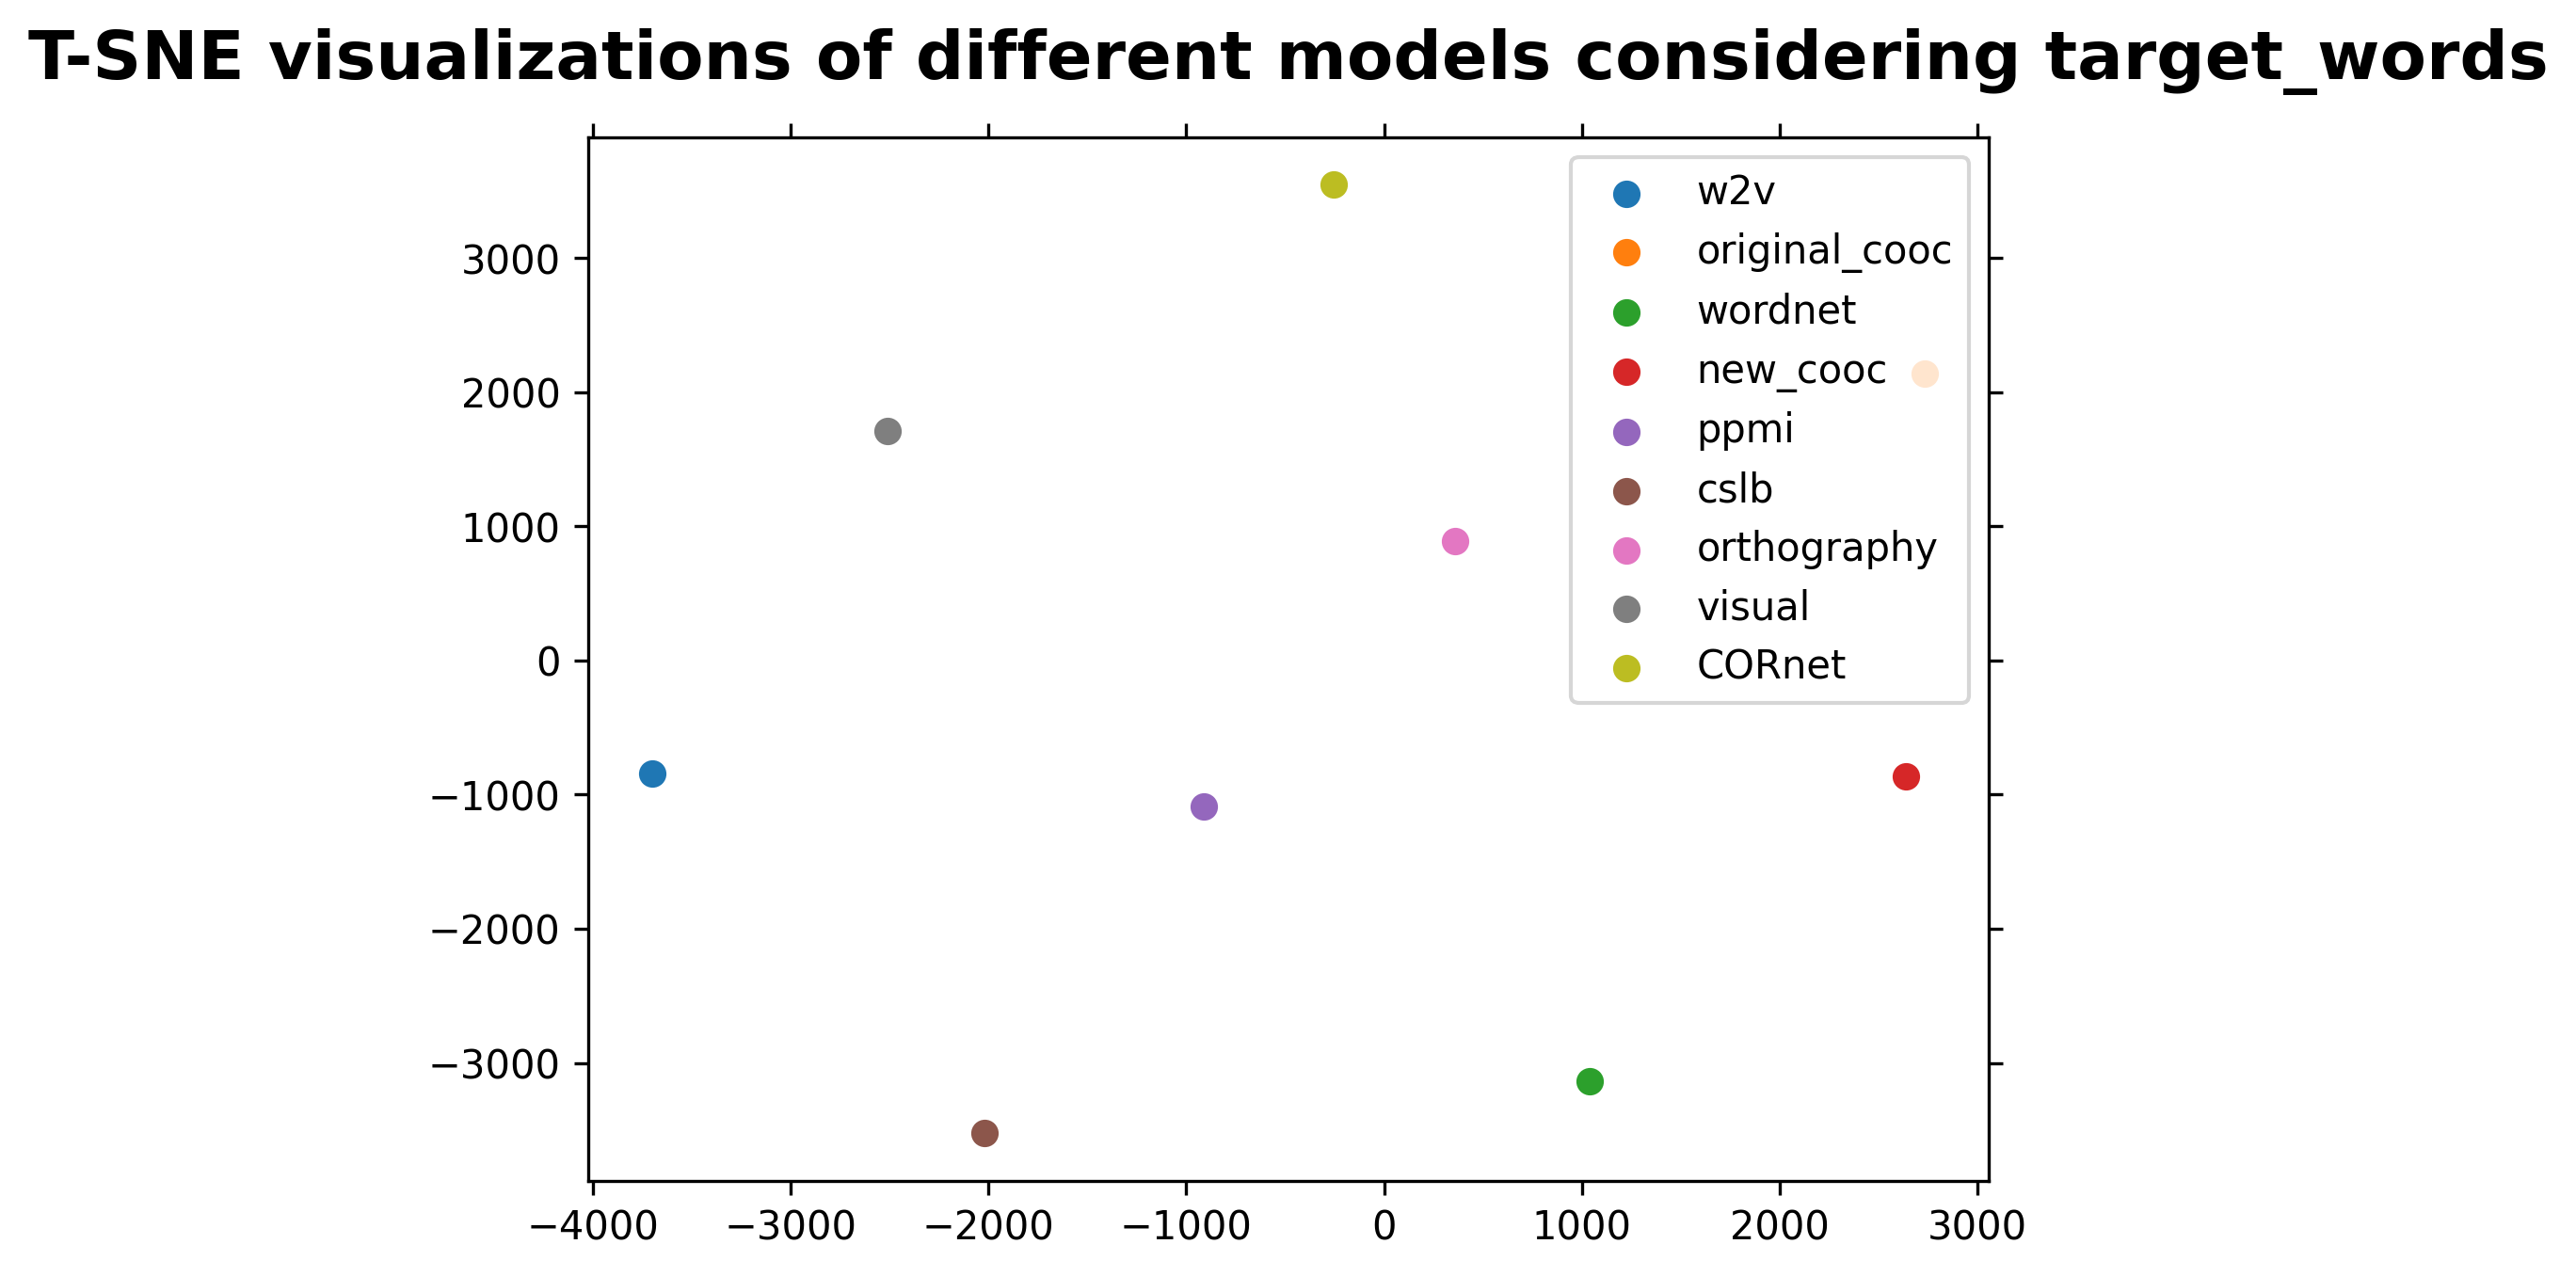 T-SNE visualizations of different models considering target_words
w2v
original_cooc
wordnet
new_cooc
ppmi
cslb
orthography
visual
CORnet
3000
2000
1000
0
−1000
−2000
−3000
−4000 −3000 −2000 −1000 0 1000 2000 3000